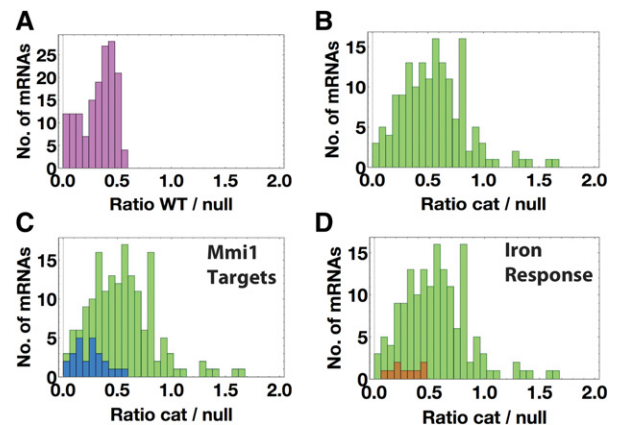 A
No. of mRNAs
25
20
15
10
5
0
0.0 0.5 1.0 1.5 2.0
Ratio WT / null
B
No. of mRNAs
15
10
5
0
0.0 0.5 1.0 1.5 2.0
Ratio cat / null
C
Mmi1
Targets
No. of mRNAs
15
10
5
0
0.0 0.5 1.0 1.5 2.0
Ratio cat / null
D
Iron
Response
No. of mRNAs
15
10
5
0
0.0 0.5 1.0 1.5 2.0
Ratio cat / null